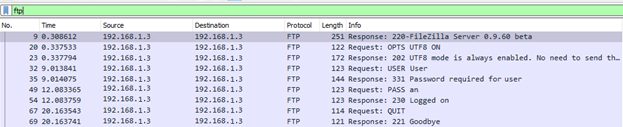 ftp
No. Time Source Destination Protocol Length Info
9 0.308612 192.168.1.3 192.168.1.3 FTP 251 Response: 220-FileZilla Server 0.9.60 beta
20 0.337533 192.168.1.3 192.168.1.3 FTP 122 Request: OPTS UTF8 ON
23 0.337794 192.168.1.3 192.168.1.3 FTP 172 Response: 202 UTF8 mode is always enabled. No need to send th…
32 9.013841 192.168.1.3 192.168.1.3 FTP 123 Request: USER User
35 9.014075 192.168.1.3 192.168.1.3 FTP 144 Response: 331 Password required for user
49 12.083365 192.168.1.3 192.168.1.3 FTP 123 Request: PASS an
54 12.083759 192.168.1.3 192.168.1.3 FTP 123 Response: 230 Logged on
67 20.163543 192.168.1.3 192.168.1.3 FTP 114 Request: QUIT
69 20.163741 192.168.1.3 192.168.1.3 FTP 121 Response: 221 Goodbye